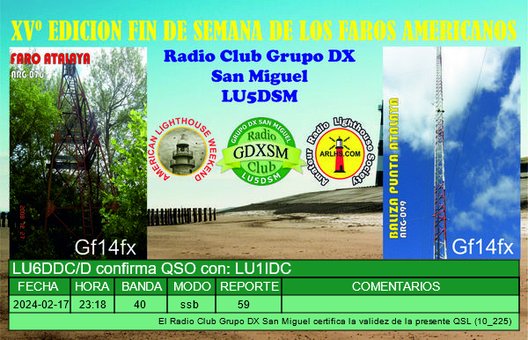 XVº EDICION FIN DE SEMANA DE LOS FAROS AMERICANOS
FARO ATALAYA
ARG-070
Radio Club Grupo DX
San Miguel
LU5DSM
BALIZA PUNTA ATALAYA
ARG-099
AMERICAN LIGHTHOUSE WEEKEND
GRUPO DX SAN MIGUEL
Radio
GDXSM
Club
LU5DSM
Amateur Radio Lighthouse Society
ARLHS.COM
Gf14fx
Gf14fx
LU6DDC/D confirma QSO con: LU1IDC
FECHA HORA BANDA MODO REPORTE COMENTARIOS
2024-02-17 23:18 40 ssb 59
El Radio Club Grupo DX San Miguel certifica la validez de la presente QSL (10_225)